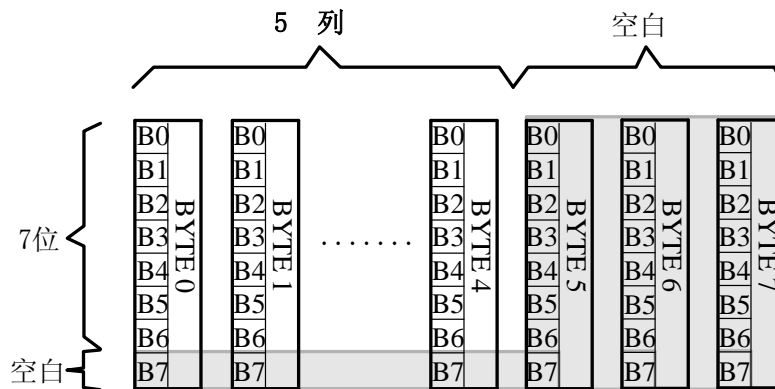 5 列 空白
B0 B0 B0 B0 B0 B0
B1 B1 B1 B1 B1 B1
B2 B2 B2 B2 B2 B2
7位 B3 B3 ........ B3 B3 B3 B3
B4 B4 B4 B4 B4 B4
B5 B5 B5 B5 B5 B5
B6 B6 B6 B6 B6 B6
空白 B7 B7 B7 B7 B7 B7
BYTE 0
BYTE 1
BYTE 4
BYTE 5
BYTE 6
BYTE 7